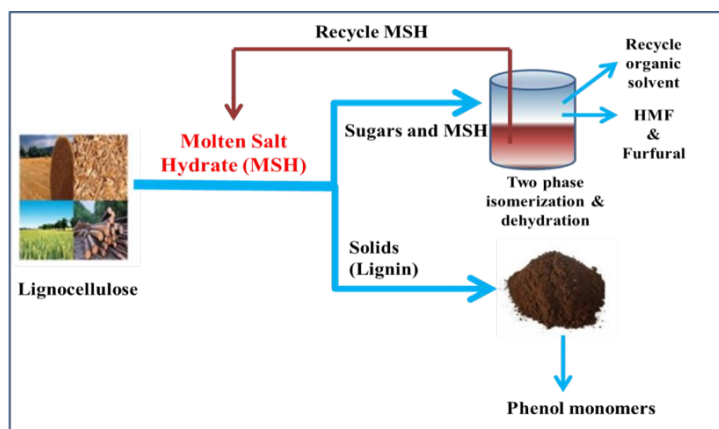 Recycle MSH
Recycle
organic
solvent
HMF
&
Furfural
Molten Salt
Hydrate (MSH)
Sugars and MSH
Two phase
isomerization &
dehydration
Solids
(Lignin)
Lignocellulose
Phenol monomers